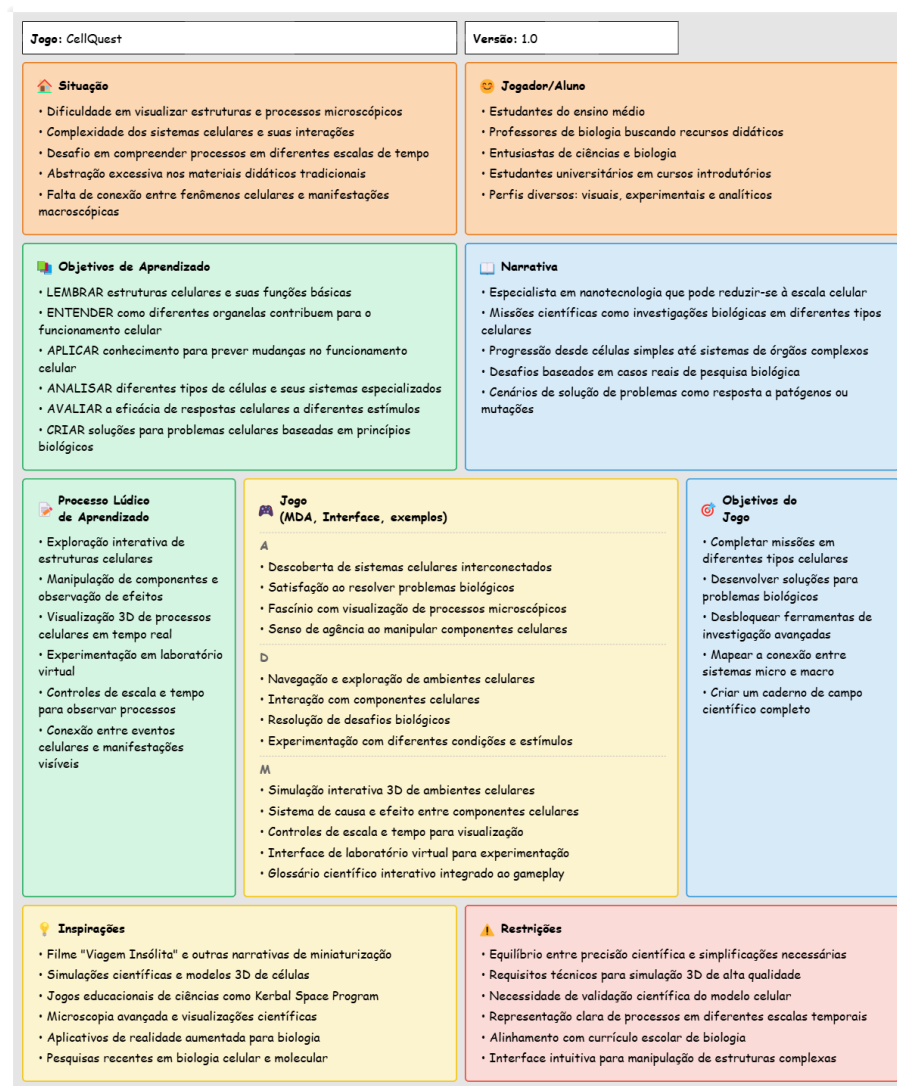 Jogo: CellQuest
Versão: 1.0
Situação
• Dificuldade em visualizar estruturas e processos microscópicos
• Complexidade dos sistemas celulares e suas interações
• Desafio em compreender processos em diferentes escalas de tempo
• Abstração excessiva nos materiais didáticos tradicionais
• Falta de conexão entre fenômenos celulares e manifestações
macroscópicas
Jogador/Aluno
• Estudantes do ensino médio
• Professores de biologia buscando recursos didáticos
• Entusiastas de ciências e biologia
• Estudantes universitários em cursos introdutórios
• Perfis diversos: visuais, experimentais e analíticos
Objetivos de Aprendizado
• LEMBRAR estruturas celulares e suas funções básicas
• ENTENDER como diferentes organelas contribuem para o
funcionamento celular
• APLICAR conhecimento para prever mudanças no funcionamento
celular
• ANALISAR diferentes tipos de células e seus sistemas especializados
• AVALIAR a eficácia de respostas celulares a diferentes estímulos
• CRIAR soluções para problemas celulares baseadas em princípios
biológicos
Narrativa
• Especialista em nanotecnologia que pode reduzir-se à escala celular
• Missões científicas como investigações biológicas em diferentes tipos
celulares
• Progressão desde células simples até sistemas de órgãos complexos
• Desafios baseados em casos reais de pesquisa biológica
• Cenários de solução de problemas como resposta a patógenos ou
mutações
Processo Lúdico
de Aprendizado
• Exploração interativa de
estruturas celulares
• Manipulação de componentes e
observação de efeitos
• Visualização 3D de processos
celulares em tempo real
• Experimentação em laboratório
virtual
• Controles de escala e tempo
para observar processos
• Conexão entre eventos
celulares e manifestações
visíveis
Jogo
(MDA, Interface, exemplos)
A
• Descoberta de sistemas celulares interconectados
• Satisfação ao resolver problemas biológicos
• Fascínio com visualização de processos microscópicos
• Senso de agência ao manipular componentes celulares
D
• Navegação e exploração de ambientes celulares
• Interação com componentes celulares
• Resolução de desafios biológicos
• Experimentação com diferentes condições e estímulos
M
• Simulação interativa 3D de ambientes celulares
• Sistema de causa e efeito entre componentes celulares
• Controles de escala e tempo para visualização
• Interface de laboratório virtual para experimentação
• Glossário científico interativo integrado ao gameplay
Objetivos do
Jogo
• Completar missões em
diferentes tipos celulares
• Desenvolver soluções para
problemas biológicos
• Desbloquear ferramentas de
investigação avançadas
• Mapear a conexão entre
sistemas micro e macro
• Criar um caderno de campo
científico completo
Inspirações
• Filme "Viagem Insólita" e outras narrativas de miniaturização
• Simulações científicas e modelos 3D de células
• Jogos educacionais de ciências como Kerbal Space Program
• Microscopia avançada e visualizações científicas
• Aplicativos de realidade aumentada para biologia
• Pesquisas recentes em biologia celular e molecular
Restrições
• Equilíbrio entre precisão científica e simplificações necessárias
• Requisitos técnicos para simulação 3D de alta qualidade
• Necessidade de validação científica do modelo celular
• Representação clara de processos em diferentes escalas temporais
• Alinhamento com currículo escolar de biologia
• Interface intuitiva para manipulação de estruturas complexas